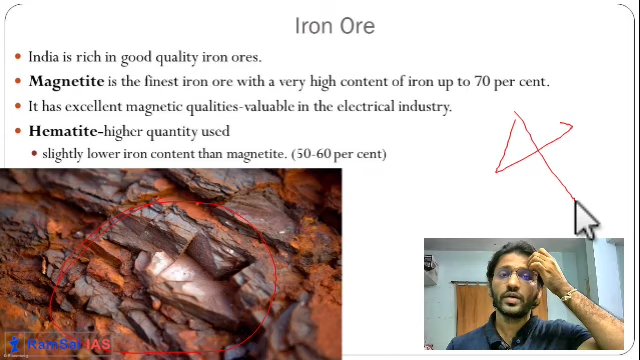 Iron Ore
• India is rich in good quality iron ores.
• Magnetite is the finest iron ore with a very high content of iron up to 70 per cent.
• It has excellent magnetic qualities-valuable in the electrical industry.
• Hematite-higher quantity used
• slightly lower iron content than magnetite. (50-60 per cent)
RamSel IAS